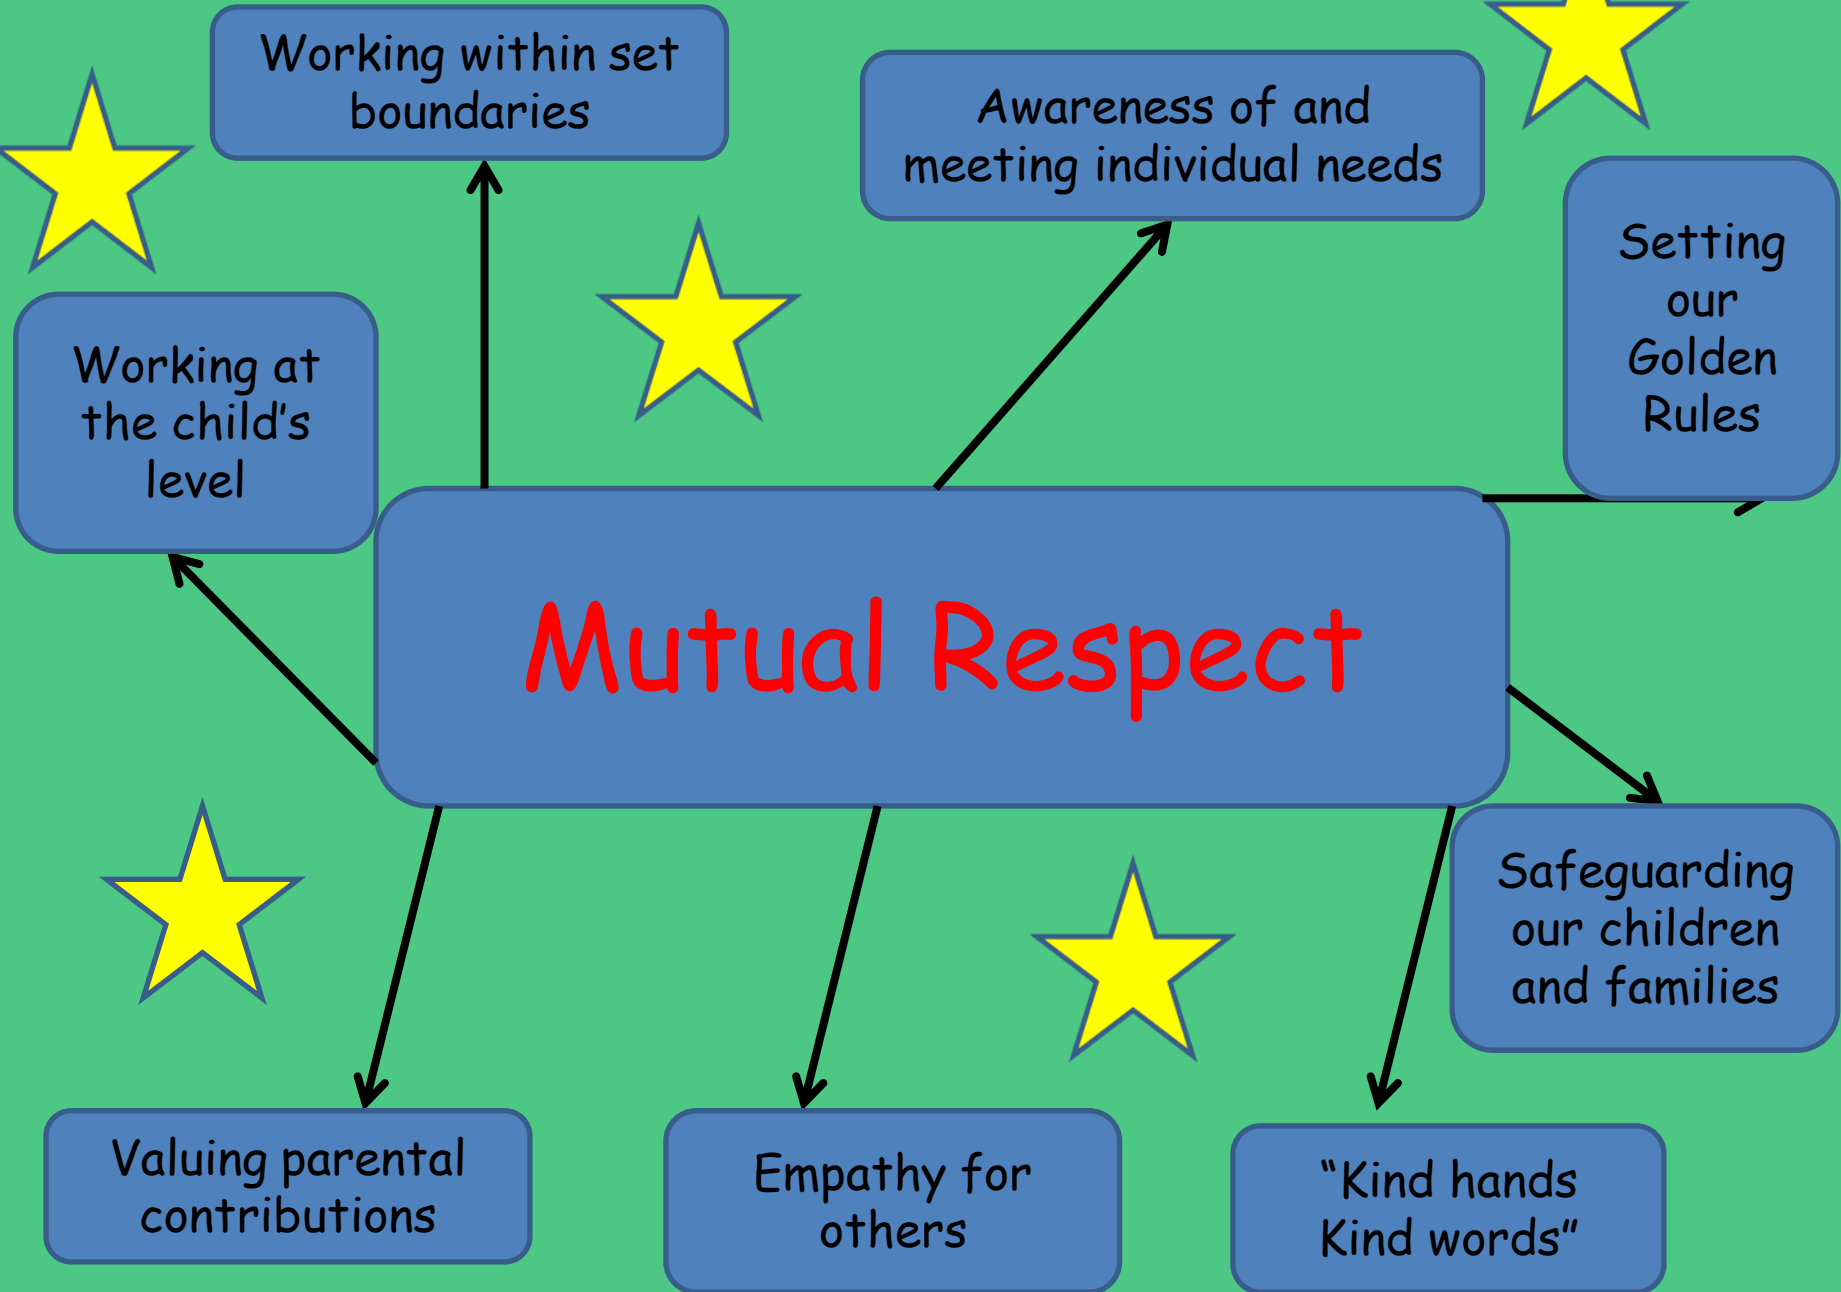 Working within set
boundaries
Awareness of and
meeting individual needs
Setting
our
Golden
Rules
Working at
the child's
level
Mutual Respect
Safeguarding
our children
and families
Valuing parental
contributions
Empathy for
others
“Kind hands
Kind words”